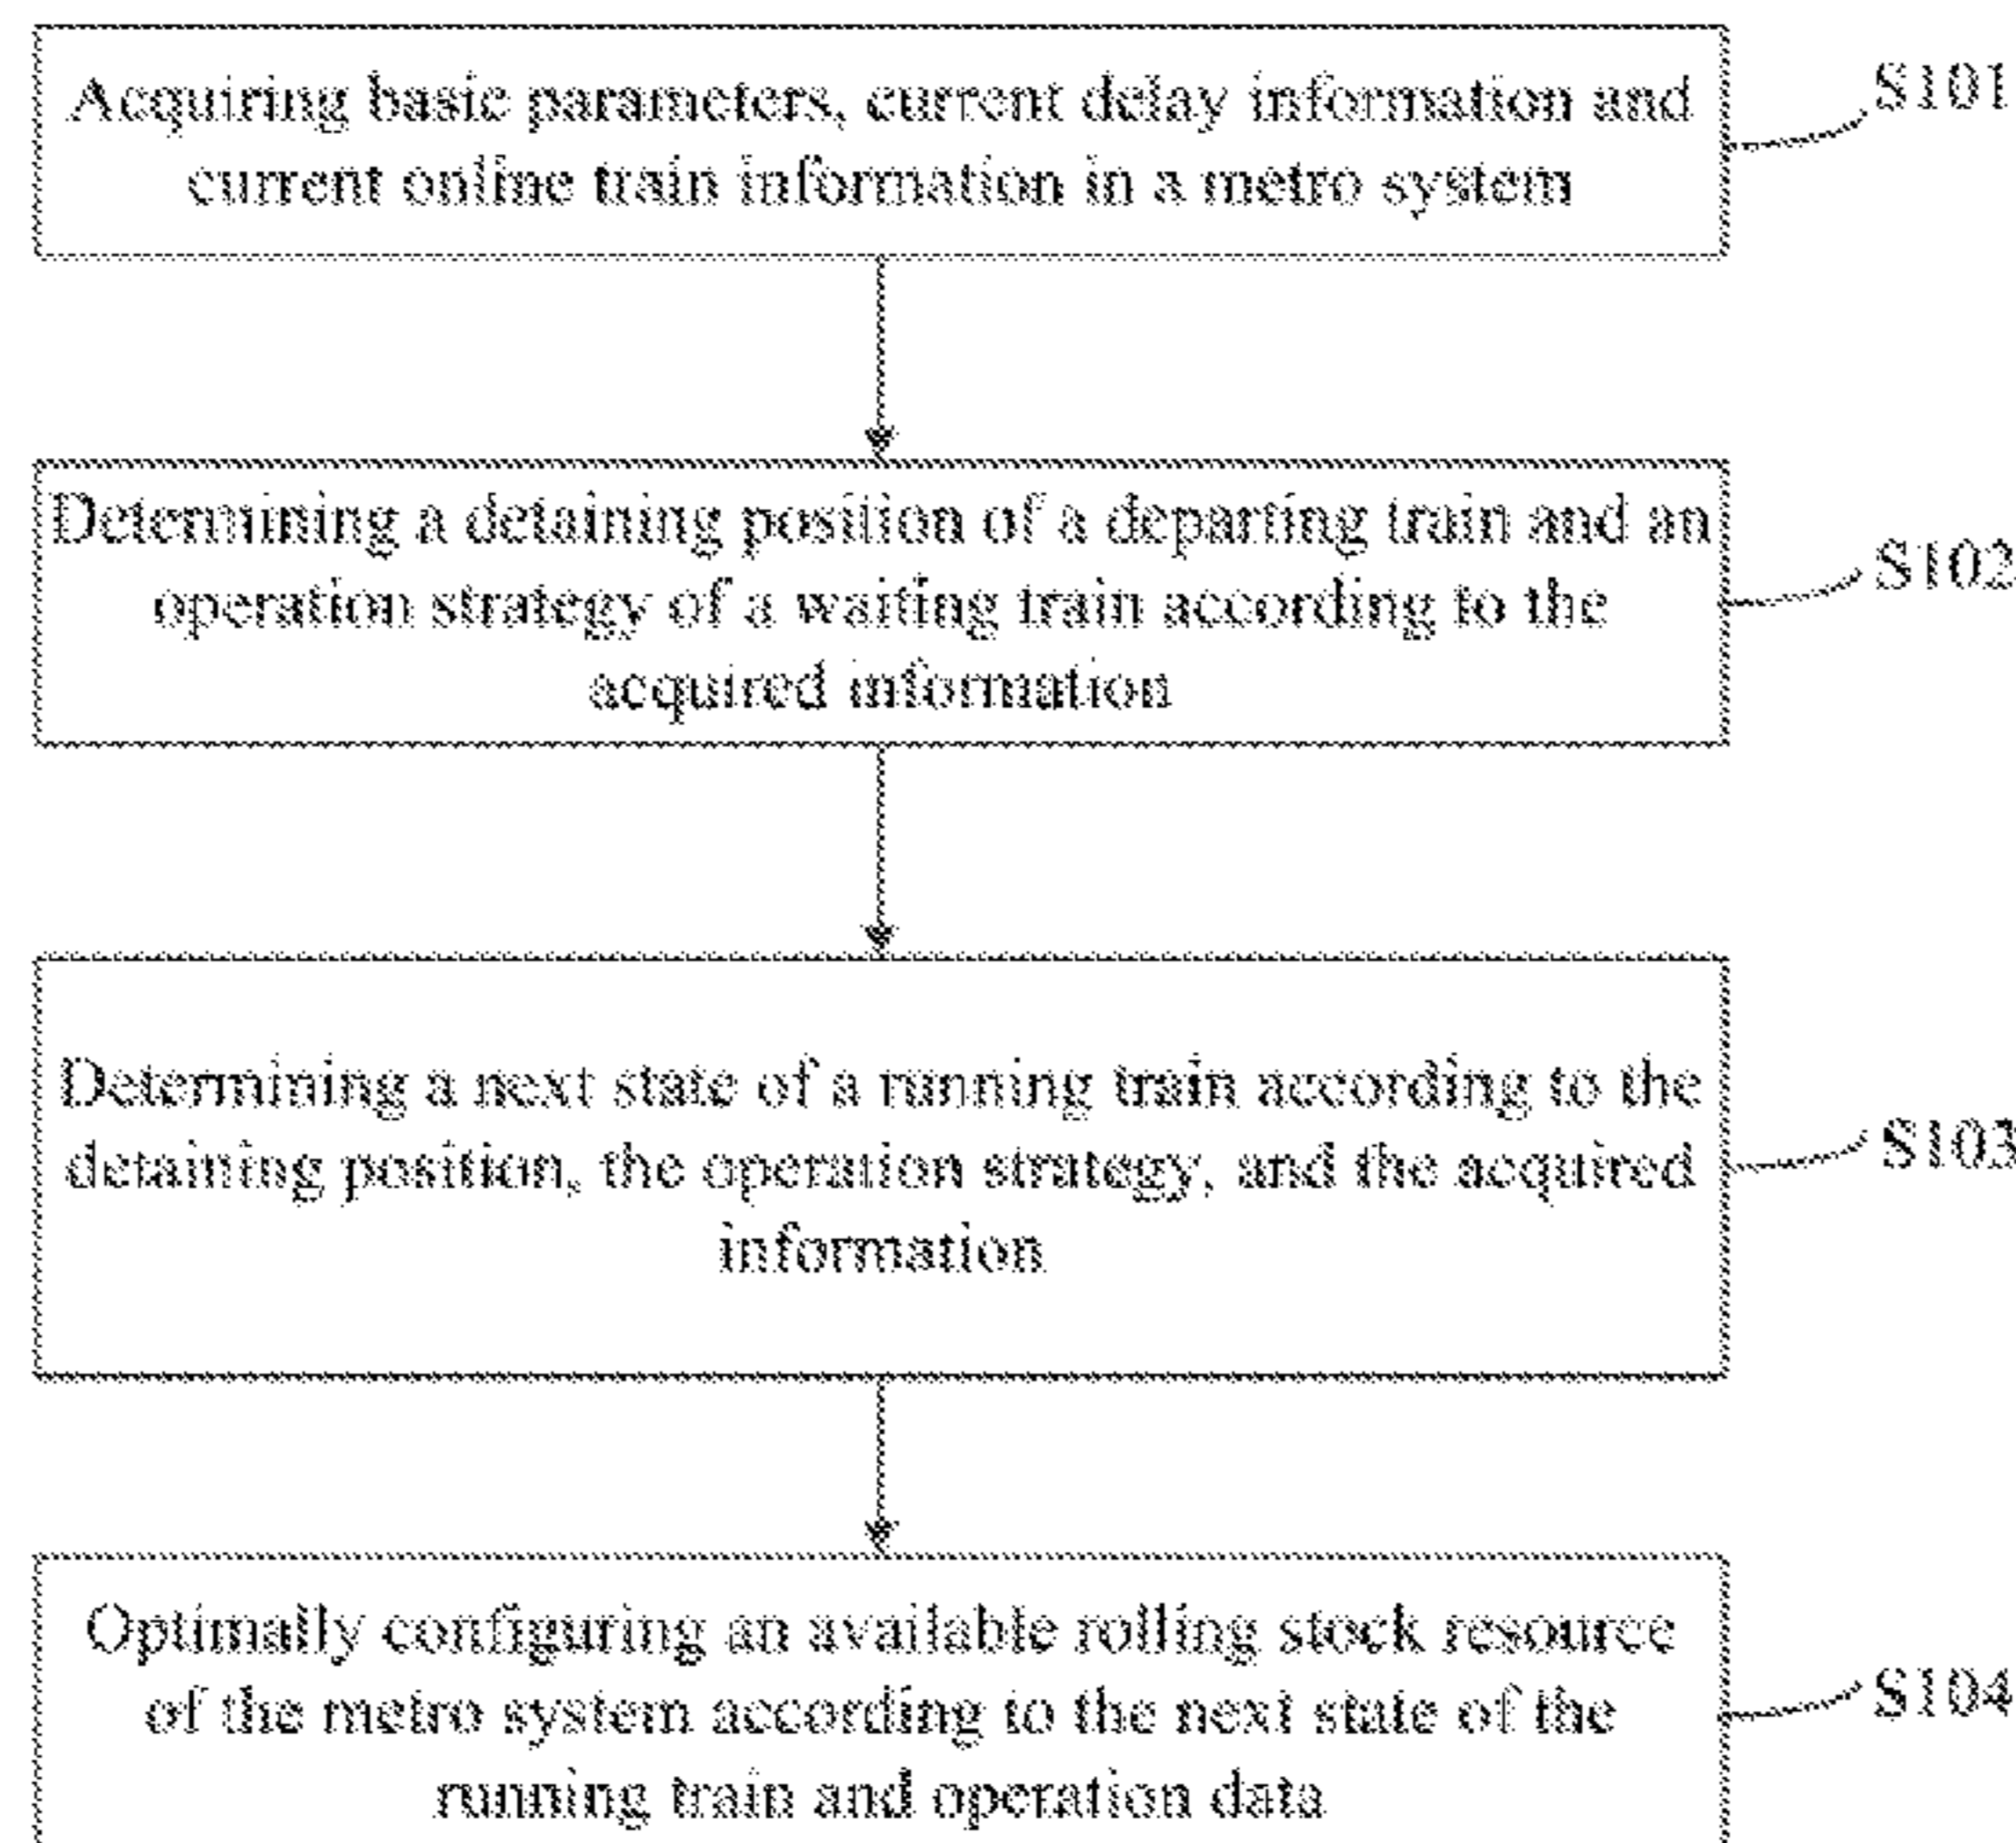 Acquiring basic parameters, current delay information and
current online train information in a metro system
S101
Determining a detaining position of a departing train and an
operation strategy of a waiting train according to the
acquired information
S102
Determining a next state of a running train according to the
detaining position, the operation strategy, and the acquired
information
S103
Optimally configuring an available rolling stock resource
of the metro system according to the next state of the
running train and operation data
S104